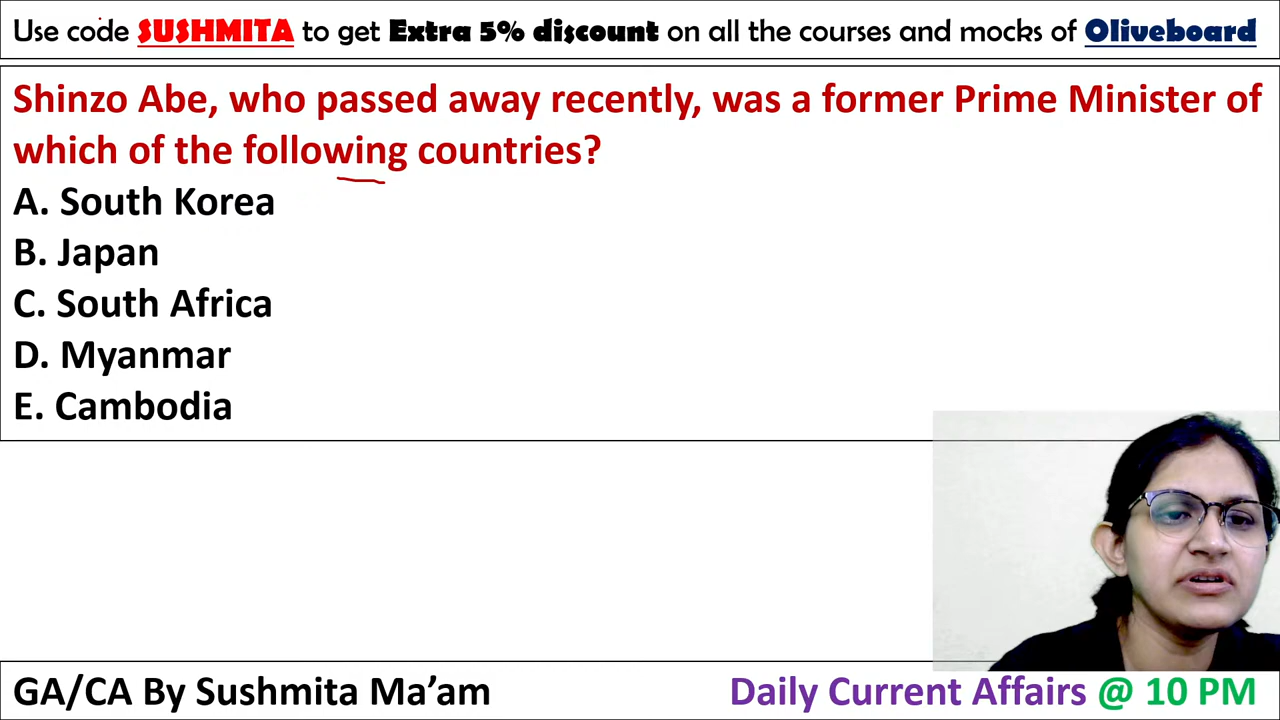 Use code SUSHMITA to get Extra 5% discount on all the courses and mocks of Oliveboard
Shinzo Abe, who passed away recently, was a former Prime Minister of
which of the following countries?
A. South Korea
B. Japan
C. South Africa
D. Myanmar
E. Cambodia
GA/CA By Sushmita Ma’am
Daily Current Affairs @ 10 PM